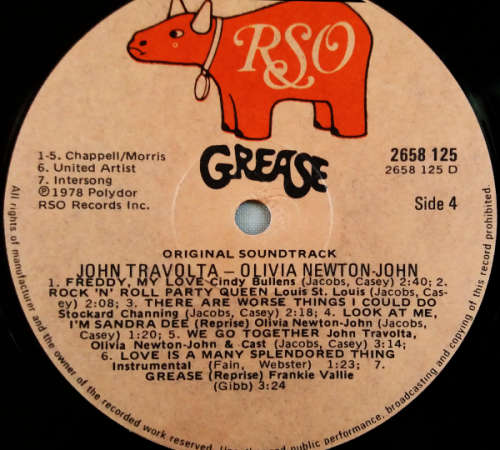 RSO
GREASE
1-5. Chappell/Morris
6. United Artist
7. Intersong
Ⓟ1978 Polydor
RSO Records Inc.
2658 125
2658 125 D
Side 4
ORIGINAL SOUNDTRACK
JOHN TRAVOLTA – OLIVIA NEWTON-JOHN
1. FREDDY, MY LOVE Cindy Bullens (Jacobs, Casey) 2:40; 2.
ROCK 'N' ROLL PARTY QUEEN Louis St. Louis (Jacobs, Cas-
ey) 2:08; 3. THERE ARE WORSE THINGS I COULD DO
Stockard Channing (Jacobs, Casey) 2:18; 4. LOOK AT ME,
I'M SANDRA DEE (Reprise) Olivia Newton-John (Jacobs,
Casey) 1:20; 5. WE GO TOGETHER John Travolta,
Olivia Newton-John & Cast (Jacobs, Casey) 3:14;
6. LOVE IS A MANY SPLENDORED THING
Instrumental (Fain, Webster) 1:23; 7.
GREASE (Reprise) Frankie Vallie
(Gibb) 3:24
All rights of manufacturer and of the owner of the recorded work reserved. public performance, broadcasting and copying of this record prohibited.